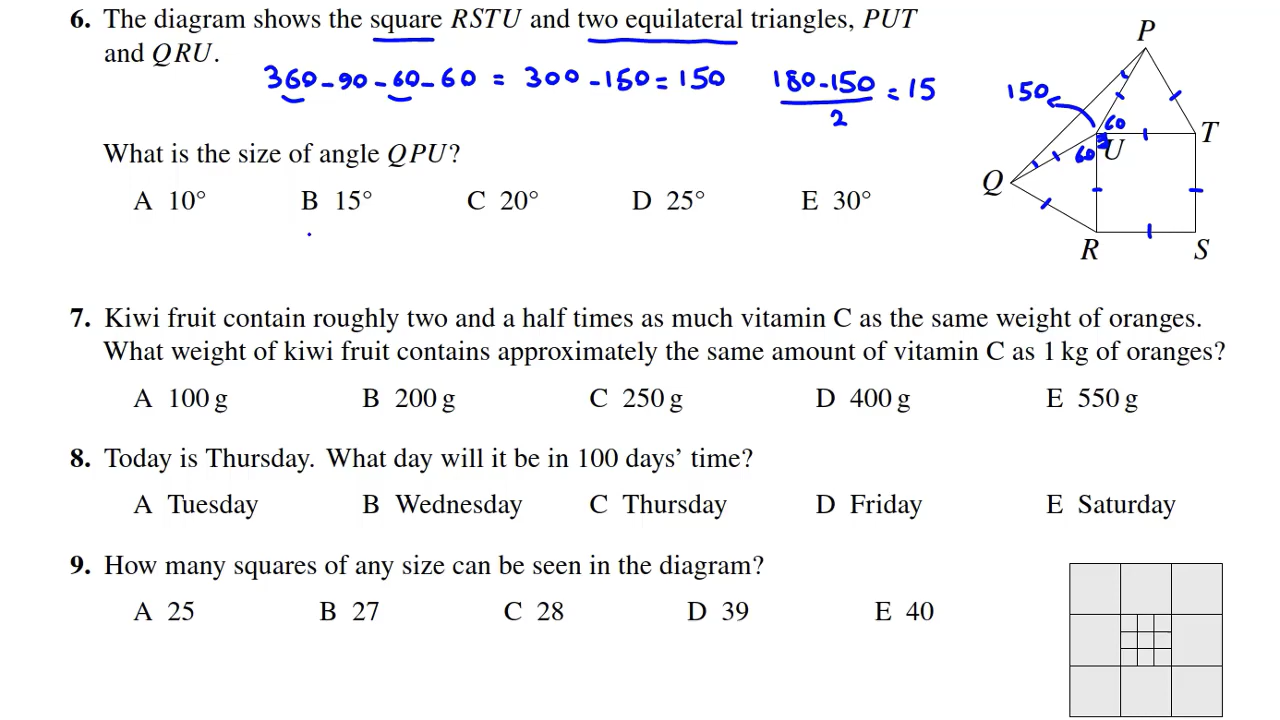 6. The diagram shows the square RSTU and two equilateral triangles, PUT
and QRU.
360-90-60-60 = 300-150=150
180-150
2
=15
What is the size of angle QPU?
A 10° B 15° C 20° D 25° E 30°
P
150
60
T
60
U
Q
R
S
7. Kiwi fruit contain roughly two and a half times as much vitamin C as the same weight of oranges.
What weight of kiwi fruit contains approximately the same amount of vitamin C as 1 kg of oranges?
A 100 g B 200 g C 250 g D 400 g E 550 g
8. Today is Thursday. What day will it be in 100 days' time?
A Tuesday B Wednesday C Thursday D Friday E Saturday
9. How many squares of any size can be seen in the diagram?
A 25 B 27 C 28 D 39 E 40